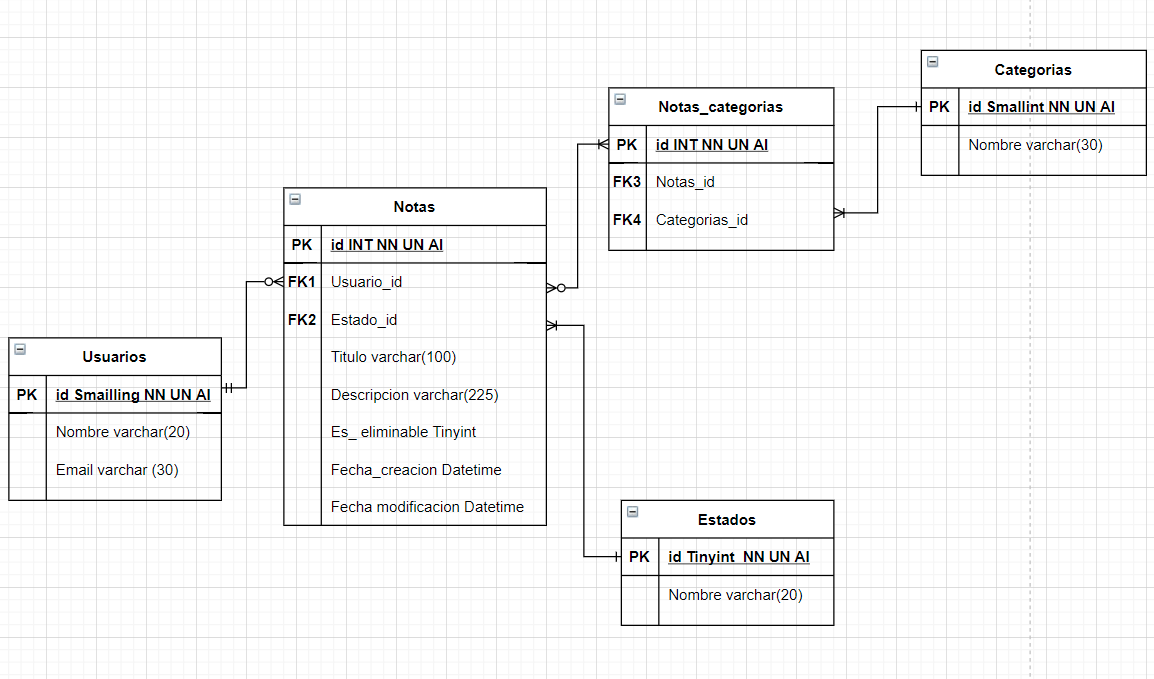 Categorias
PK id Smallint NN UN AI
Nombre varchar(30)
Notas_categorias
PK id INT NN UN AI
FK3 Notas_id
FK4 Categorias_id
Notas
PK id INT NN UN AI
FK1 Usuario_id
FK2 Estado_id
Titulo varchar(100)
Descripcion varchar(225)
Es_ eliminable Tinyint
Fecha_creacion Datetime
Fecha modificacion Datetime
Usuarios
PK id Smailling NN UN AI
Nombre varchar(20)
Email varchar (30)
Estados
PK id Tinyint  NN UN AI
Nombre varchar(20)